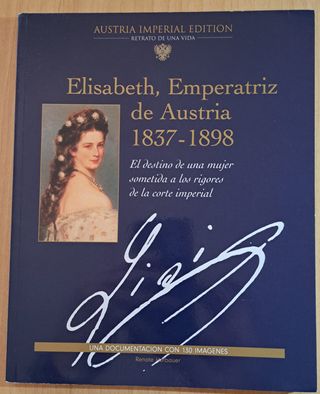 AUSTRIA IMPERIAL EDITION
RETRATO DE UNA VIDA
Elisabeth, Emperatriz
de Austria
1837-1898
El destino de una mujer
sometida a los rigores
de la corte imperial
UNA DOCUMENTACION CON 130 IMAGENES
Renate